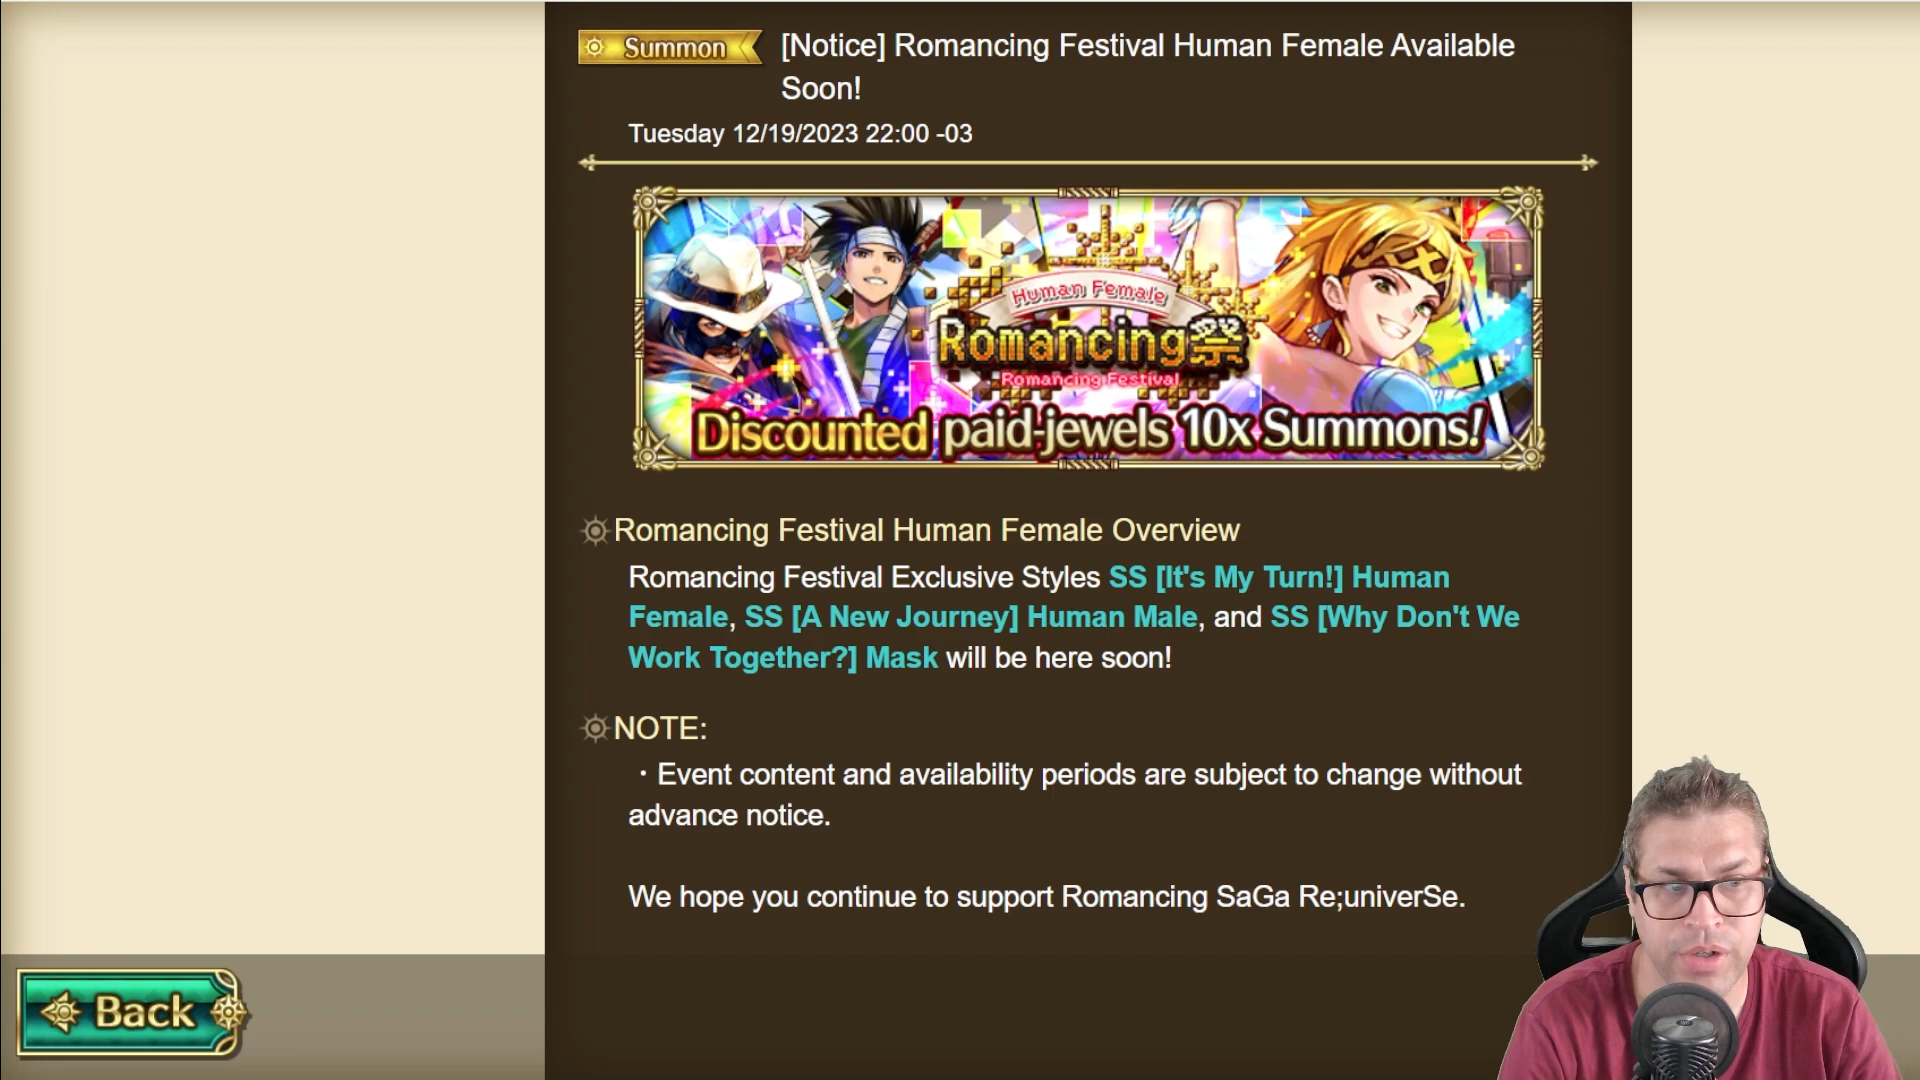 Summon
[Notice] Romancing Festival Human Female Available
Soon!
Tuesday 12/19/2023 22:00 -03
Human Female
Romancing祭
Romancing Festival
Discounted paid-jewels 10x Summons!
Romancing Festival Human Female Overview
Romancing Festival Exclusive Styles SS [It's My Turn!] Human
Female, SS [A New Journey] Human Male, and SS [Why Don't We
Work Together?] Mask will be here soon!
NOTE:
・Event content and availability periods are subject to change without
advance notice.
We hope you continue to support Romancing SaGa Re;univerSe.
Back